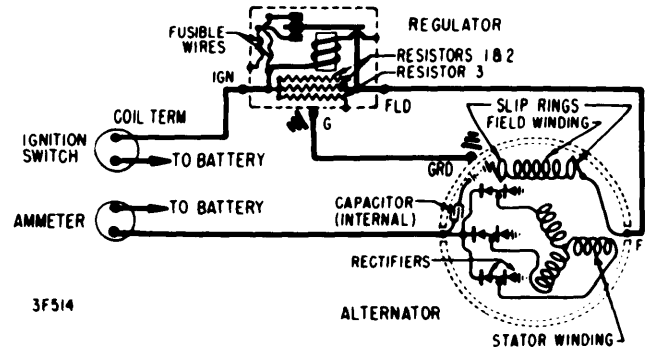 FUSIBLE
WIRES
REGULATOR
RESISTORS 1&2
RESISTOR 3
IGN
FLD
G
COIL TERM
IGNITION
SWITCH
TO BATTERY
SLIP RINGS
FIELD WINDING
GRD
AMMETER
TO BATTERY
CAPACITOR
(INTERNAL)
F
RECTIFIERS
3F514
ALTERNATOR
STATOR WINDING